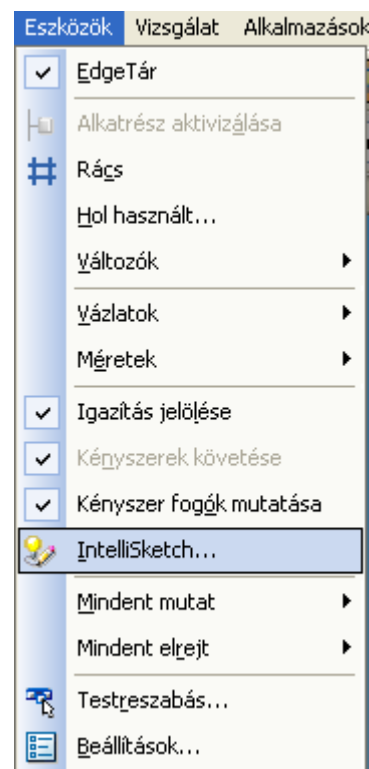 Eszközök Vizsgálat Alkalmazások
EdgeTár
Alkatrész aktivizálása
Rács
Hol használt...
Változók
Vázlatok
Méretek
Igazítás jelölése
Kényszerek követése
Kényszer fogók mutatása
IntelliSketch...
Mindent mutat
Mindent elrejt
Testreszabás...
Beállítások...